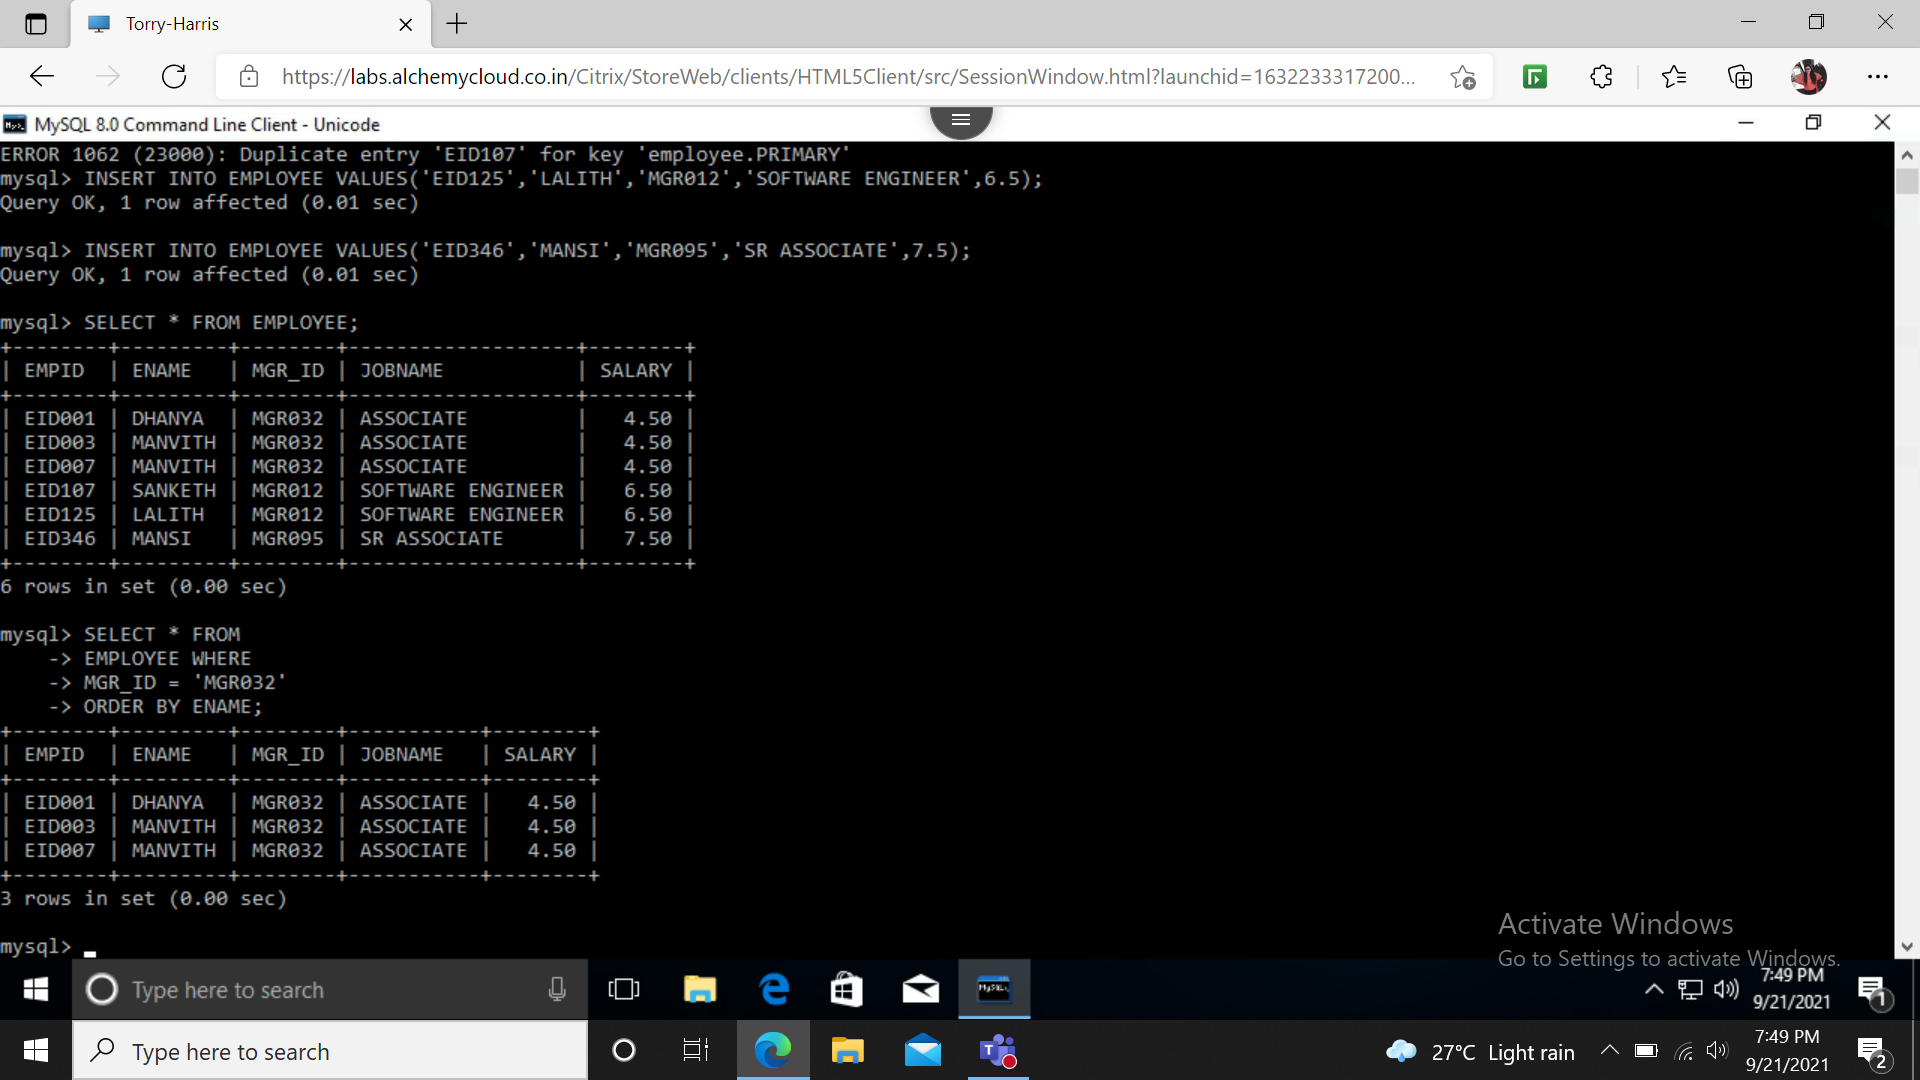 Torry-Harris
https://labs.alchemycloud.co.in/Citrix/StoreWeb/clients/HTML5Client/src/SessionWindow.html?launchid=1632233317200...
MySQL 8.0 Command Line Client - Unicode
ERROR 1062 (23000): Duplicate entry 'EID107' for key 'employee.PRIMARY'
mysql> INSERT INTO EMPLOYEE VALUES('EID125','LALITH','MGR012','SOFTWARE ENGINEER',6.5);
Query OK, 1 row affected (0.01 sec)
mysql> INSERT INTO EMPLOYEE VALUES('EID346','MANSI','MGR095','SR ASSOCIATE',7.5);
Query OK, 1 row affected (0.01 sec)
mysql> SELECT * FROM EMPLOYEE;
+--------+---------+--------+-------------------+--------+
| EMPID  | ENAME   | MGR_ID | JOBNAME           | SALARY |
+--------+---------+--------+-------------------+--------+
| EID001 | DHANYA  | MGR032 | ASSOCIATE         |   4.50 |
| EID003 | MANVITH | MGR032 | ASSOCIATE         |   4.50 |
| EID007 | MANVITH | MGR032 | ASSOCIATE         |   4.50 |
| EID107 | SANKETH | MGR012 | SOFTWARE ENGINEER |   6.50 |
| EID125 | LALITH  | MGR012 | SOFTWARE ENGINEER |   6.50 |
| EID346 | MANSI   | MGR095 | SR ASSOCIATE      |   7.50 |
+--------+---------+--------+-------------------+--------+
6 rows in set (0.00 sec)
mysql> SELECT * FROM
    -> EMPLOYEE WHERE
    -> MGR_ID = 'MGR032'
    -> ORDER BY ENAME;
+--------+---------+--------+-----------+--------+
| EMPID  | ENAME   | MGR_ID | JOBNAME   | SALARY |
+--------+---------+--------+-----------+--------+
| EID001 | DHANYA  | MGR032 | ASSOCIATE |   4.50 |
| EID003 | MANVITH | MGR032 | ASSOCIATE |   4.50 |
| EID007 | MANVITH | MGR032 | ASSOCIATE |   4.50 |
+--------+---------+--------+-----------+--------+
3 rows in set (0.00 sec)
mysql> _
Activate Windows
Go to Settings to activate Windows.
Type here to search
7:49 PM
9/21/2021
1
Type here to search
27°C Light rain
7:49 PM
9/21/2021
2